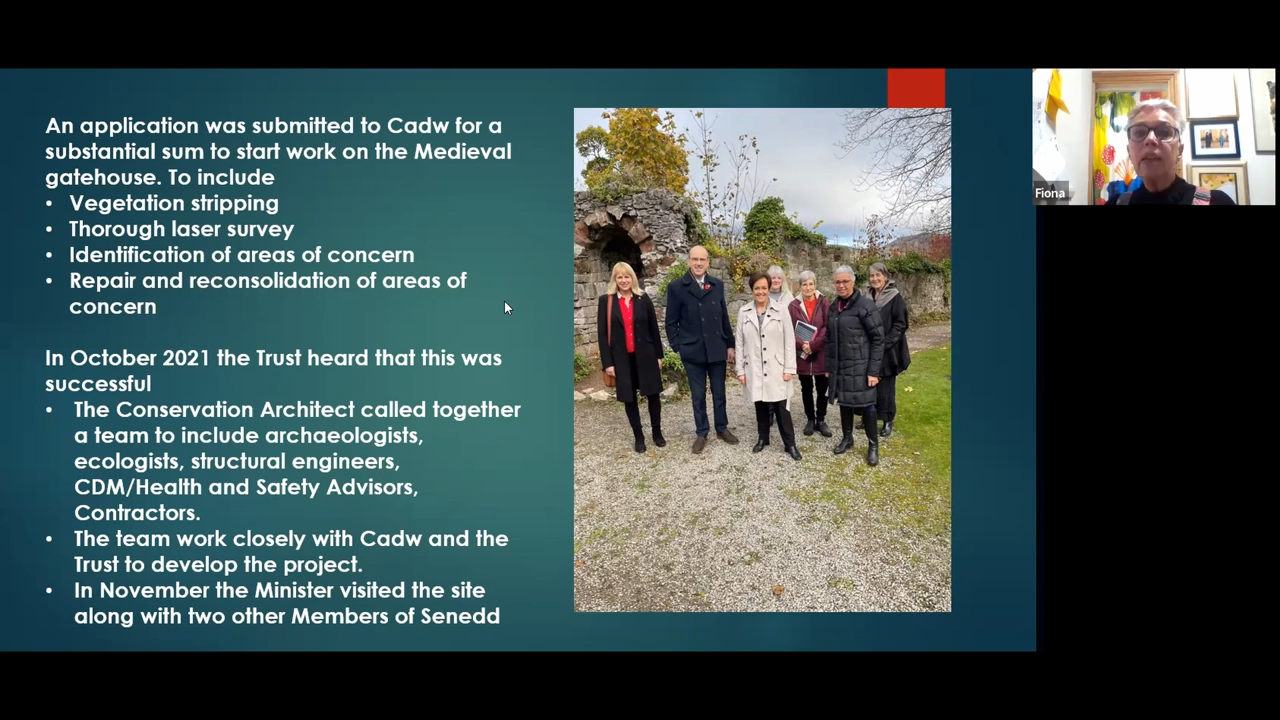 An application was submitted to Cadw for a
substantial sum to start work on the Medieval
gatehouse. To include
• Vegetation stripping
• Thorough laser survey
• Identification of areas of concern
• Repair and reconsolidation of areas of
concern
In October 2021 the Trust heard that this was
successful
• The Conservation Architect called together
a team to include archaeologists,
ecologists, structural engineers,
CDM/Health and Safety Advisors,
Contractors.
• The team work closely with Cadw and the
Trust to develop the project.
• In November the Minister visited the site
along with two other Members of Senedd
Fiona